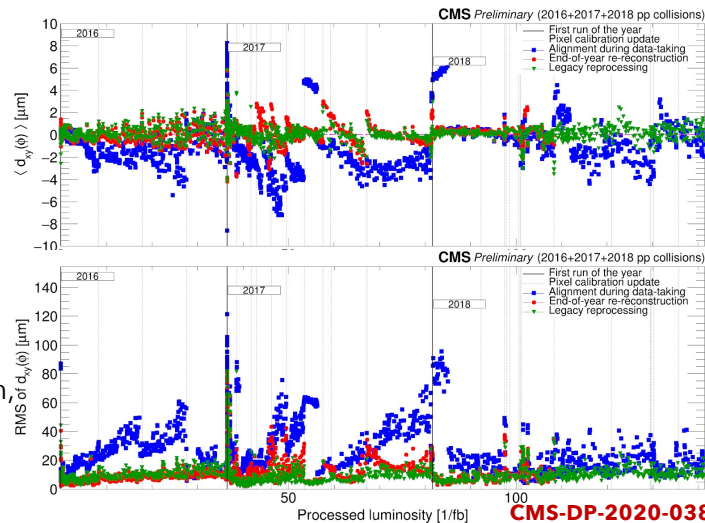 CMS Preliminary (2016+2017+2018 pp collisions)
⟨ d_xy(ϕ) ⟩ [μm]
10
8
6
4
2
0
−2
−4
−6
−8
−10
2016
2017
2018
First run of the year
Pixel calibration update
Alignment during data-taking
End-of-year re-reconstruction
Legacy reprocessing
CMS Preliminary (2016+2017+2018 pp collisions)
n,
RMS of d_xy(ϕ) [μm]
140
120
100
80
60
40
20
0
2016
2017
2018
First run of the year
Pixel calibration update
Alignment during data-taking
End-of-year re-reconstruction
Legacy reprocessing
50
100
Processed luminosity [1/fb]
CMS-DP-2020-038